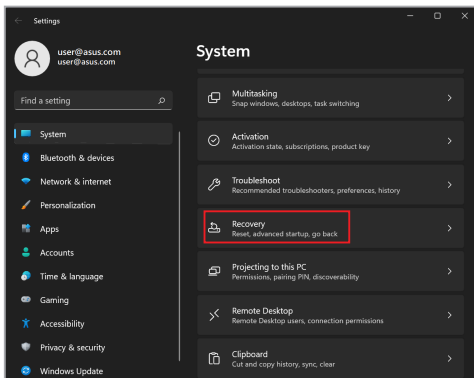 Settings
user@asus.com
user@asus.com
Find a setting
System
Bluetooth & devices
Network & internet
Personalization
Apps
Accounts
Time & language
Gaming
Accessibility
Privacy & security
Windows Update
System
Multitasking
Snap windows, desktops, task switching
Activation
Activation state, subscriptions, product key
Troubleshoot
Recommended troubleshooters, preferences, history
Recovery
Reset, advanced startup, go back
Projecting to this PC
Permissions, pairing PIN, discoverability
Remote Desktop
Remote Desktop users, connection permissions
Clipboard
Cut and copy history, sync, clear